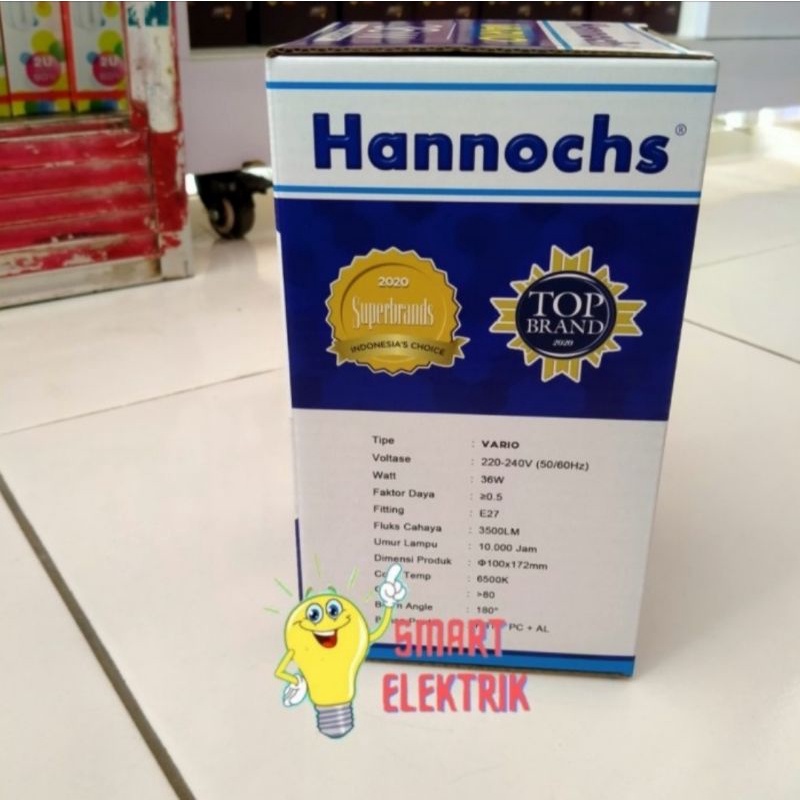 Hannochs®
2020
Superbrands
INDONESIA'S CHOICE
TOP
BRAND
2020
Tipe : VARIO
Voltase : 220-240V (50/60Hz)
Watt : 36W
Faktor Daya : ≥0.5
Fitting : E27
Fluks Cahaya : 3500LM
Umur Lampu : 10.000 Jam
Dimensi Produk : Φ100x172mm
Temp : 6500K
: >80
Angle : 180°
PC + AL
SMART
ELEKTRIK
2U
2U